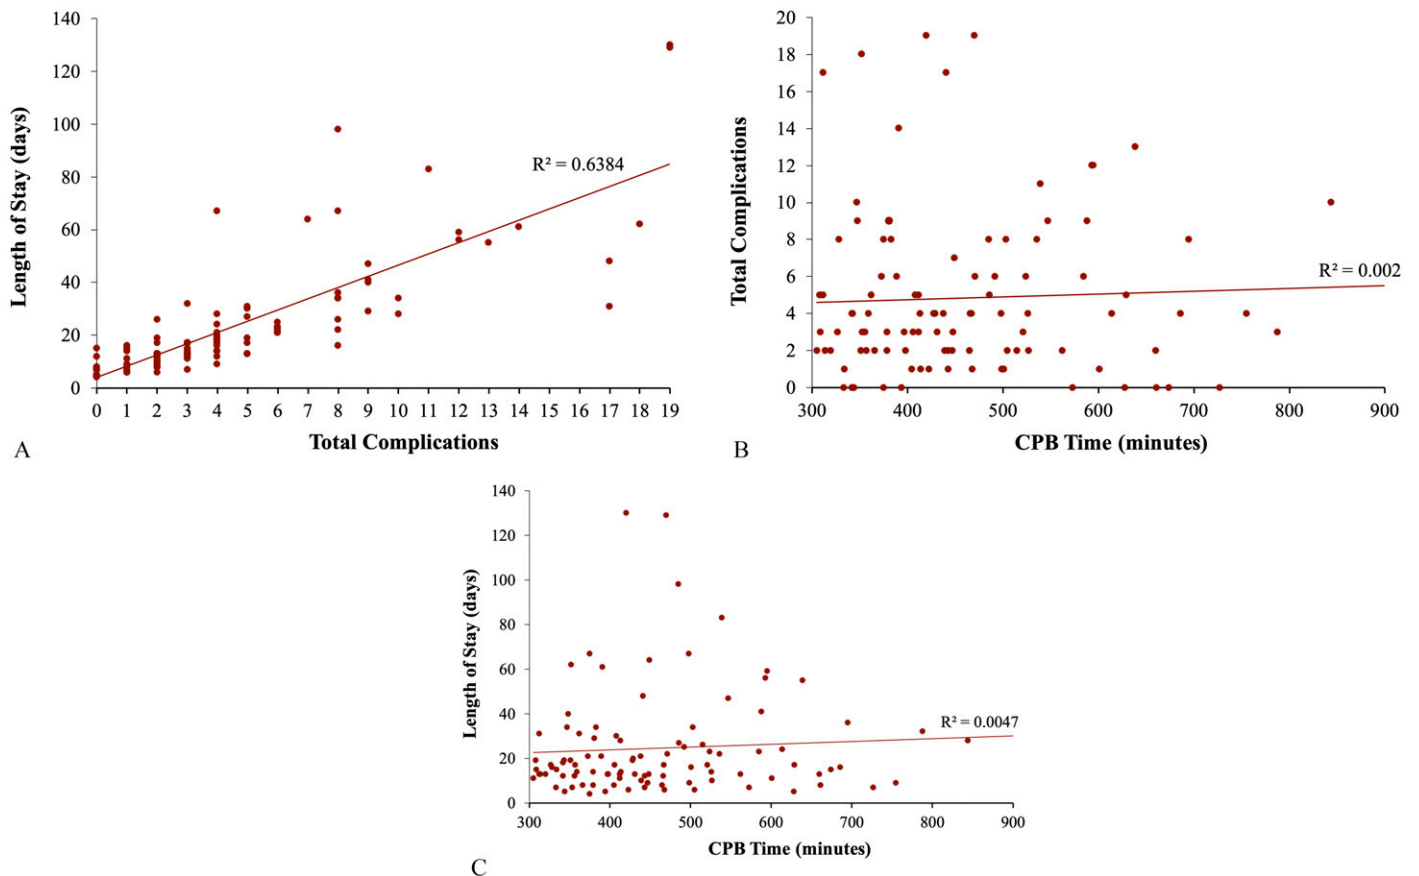 140
120
100
80
60
40
20
0
Length of Stay (days)
R² = 0.6384
0 1 2 3 4 5 6 7 8 9 10 11 12 13 14 15 16 17 18 19
Total Complications
A
20
18
16
14
12
10
8
6
4
2
0
Total Complications
R² = 0.002
300 400 500 600 700 800 900
CPB Time (minutes)
B
140
120
100
80
60
40
20
0
Length of Stay (days)
R² = 0.0047
300 400 500 600 700 800 900
CPB Time (minutes)
C